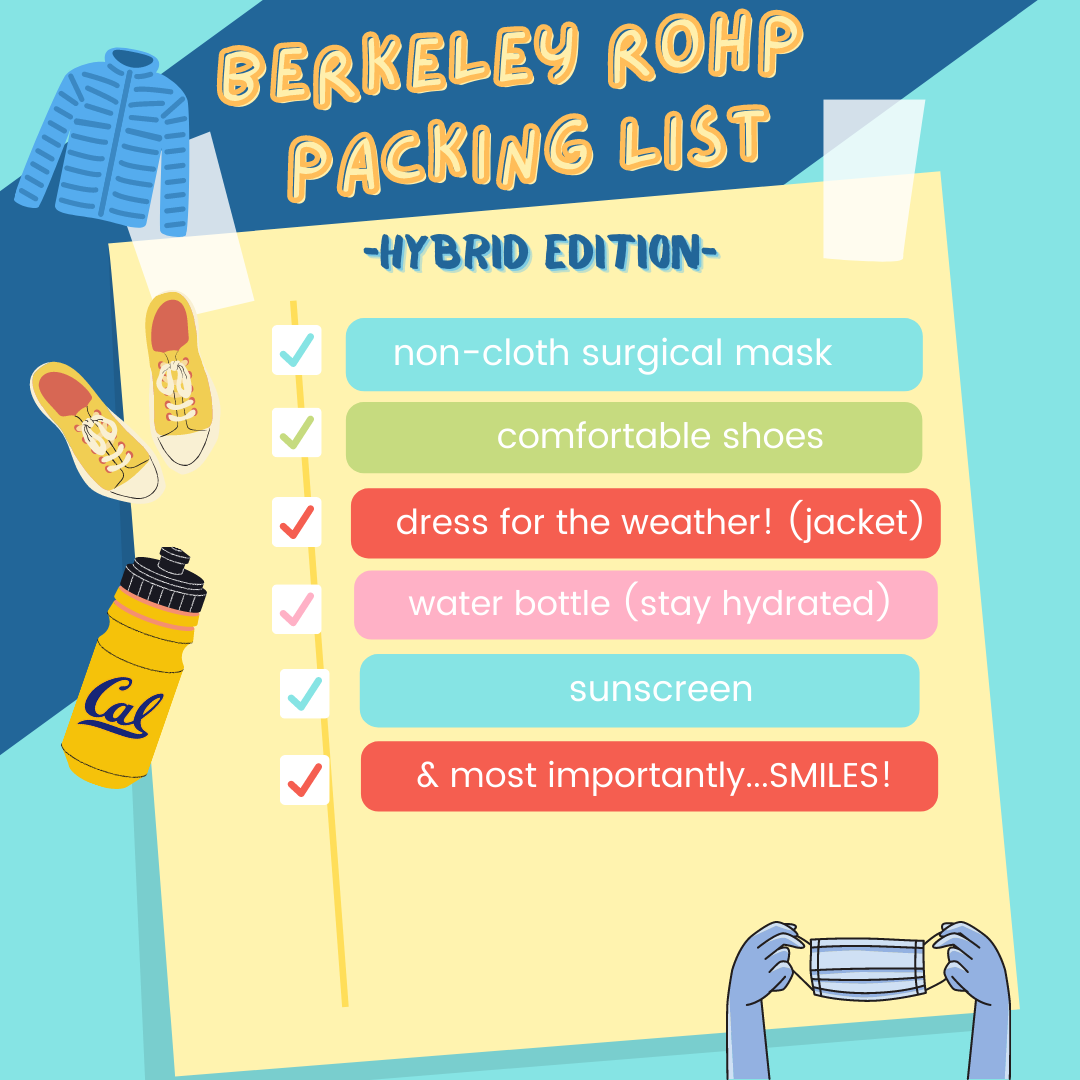 BERKELEY ROHP
PACKING LIST
-HYBRID EDITION-
non-cloth surgical mask
comfortable shoes
dress for the weather! (jacket)
water bottle (stay hydrated)
sunscreen
& most importantly...SMILES!
Cal